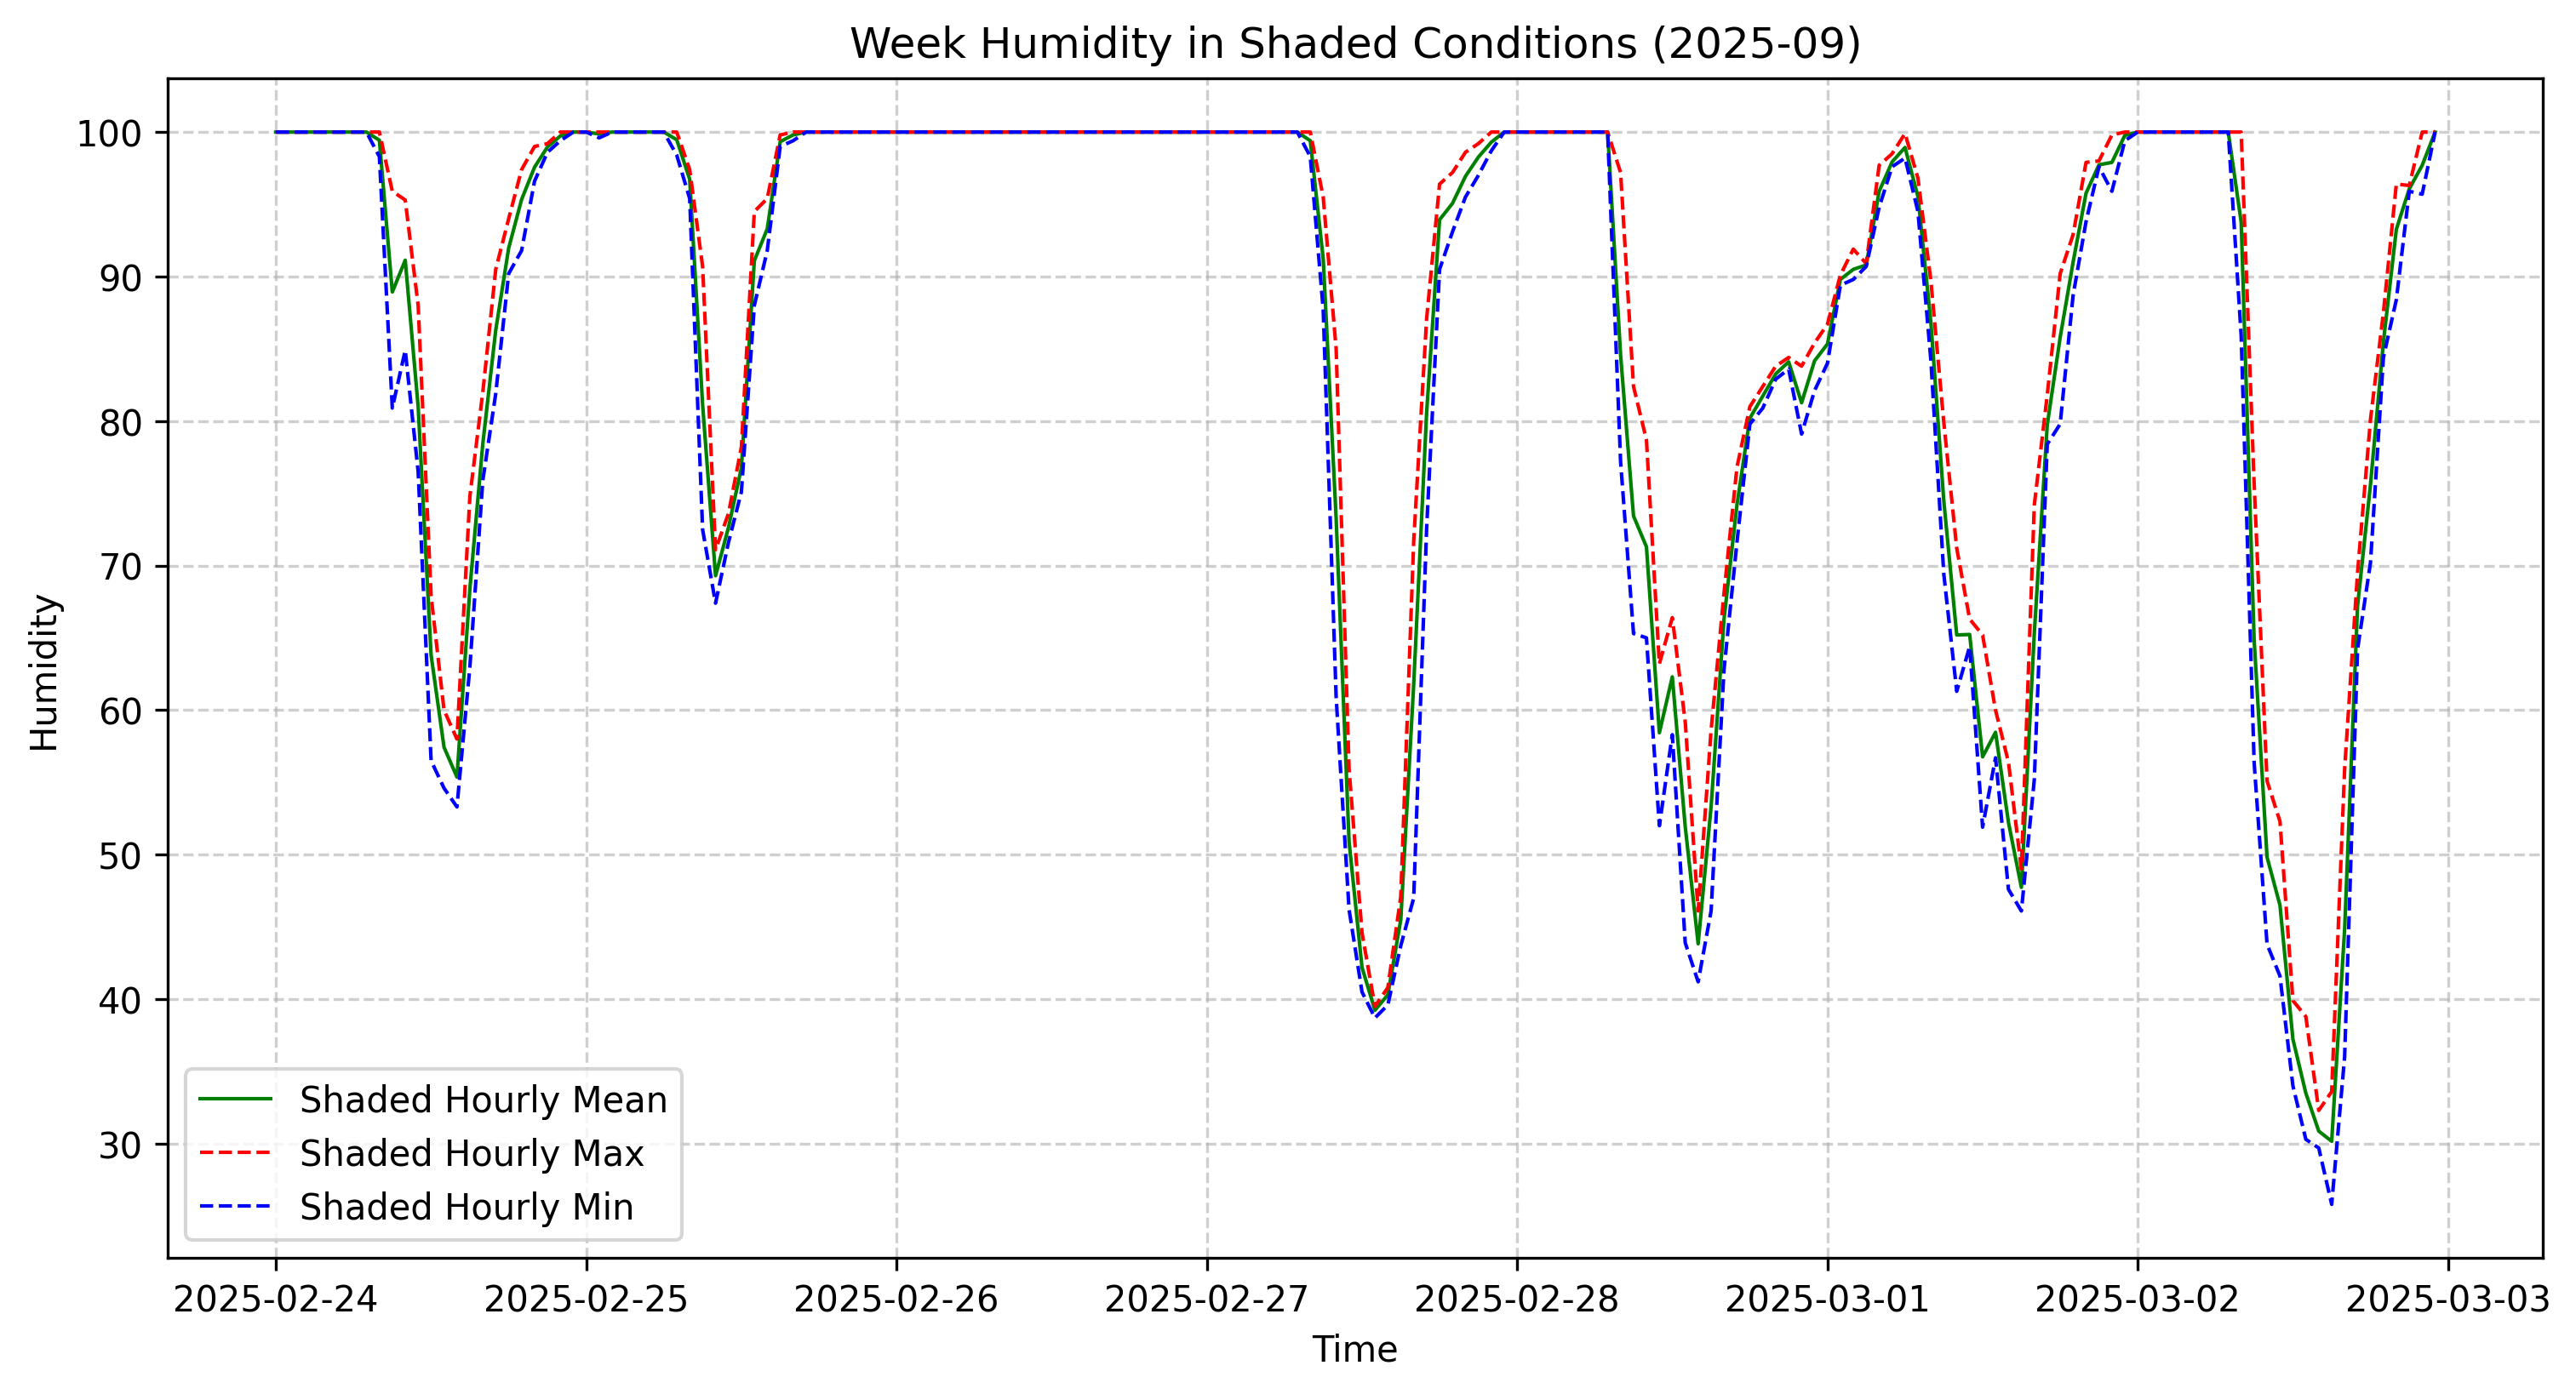 Week Humidity in Shaded Conditions (2025-09)
100
90
80
70
60
50
40
30
Humidity
Shaded Hourly Mean
Shaded Hourly Max
Shaded Hourly Min
2025-02-24 2025-02-25 2025-02-26 2025-02-27 2025-02-28 2025-03-01 2025-03-02 2025-03-03
Time